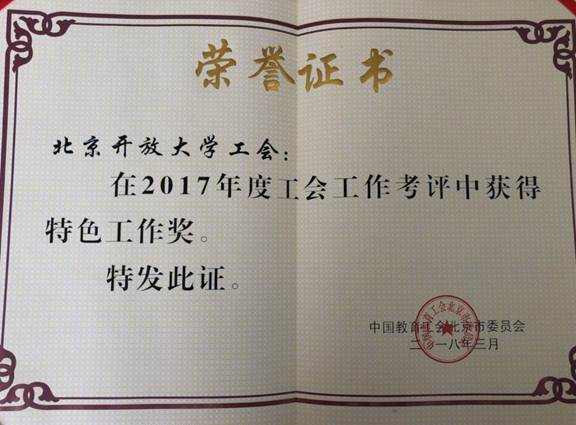 荣誉证书
北京开放大学工会：
在2017年度工会工作考评中获得
特色工作奖。
特发此证。
中国教育工会北京市委员会
二〇一八年三月